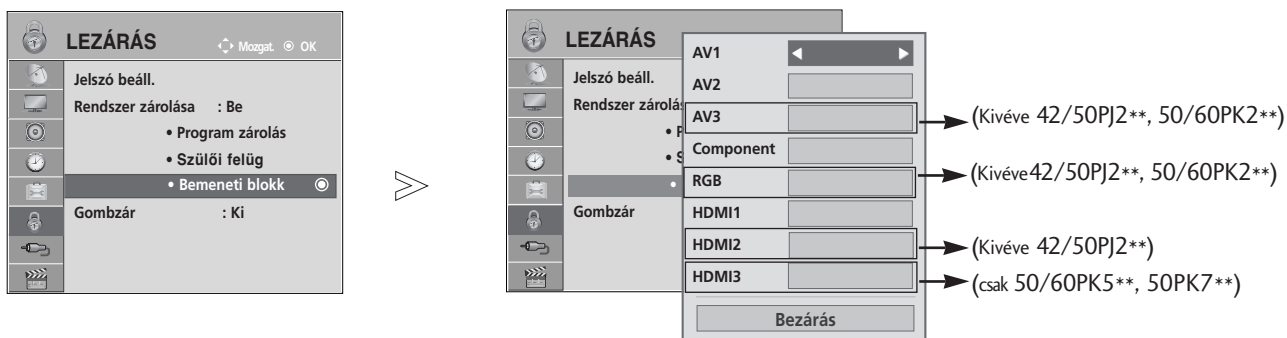 LEZÁRÁS
Mozgat. OK
Jelszó beáll.
Rendszer zárolása : Be
• Program zárolás
• Szülői felüg
• Bemeneti blokk
Gombzár : Ki
LEZÁRÁS
Jelszó beáll.
Rendszer zárolás
• P
• S
•
Gombzár
AV1
AV2
AV3
Component
RGB
HDMI1
HDMI2
HDMI3
Bezárás
(Kivéve 42/50PJ2**, 50/60PK2**)
(Kivéve42/50PJ2**, 50/60PK2**)
(Kivéve 42/50PJ2**)
(csak 50/60PK5**, 50PK7**)